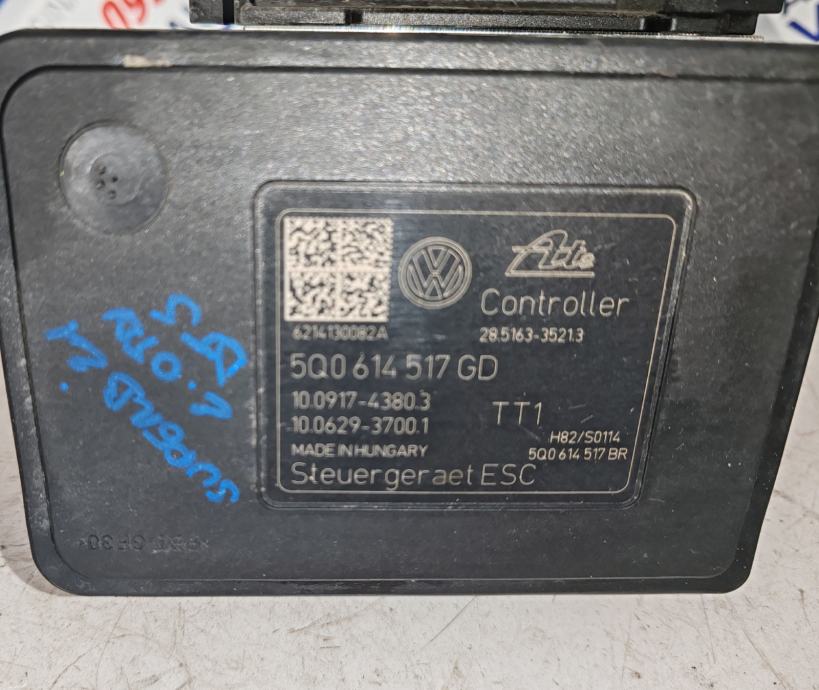 Ate
Controller
6214130082A
28.5163-3521.3
5Q0 614 517 GD
10.0917-4380.3
TT1
10.0629-3700.1
H82/S0114
MADE IN HUNGARY
5Q0 614 517 BR
Steuergeraet ESC
SUPERB